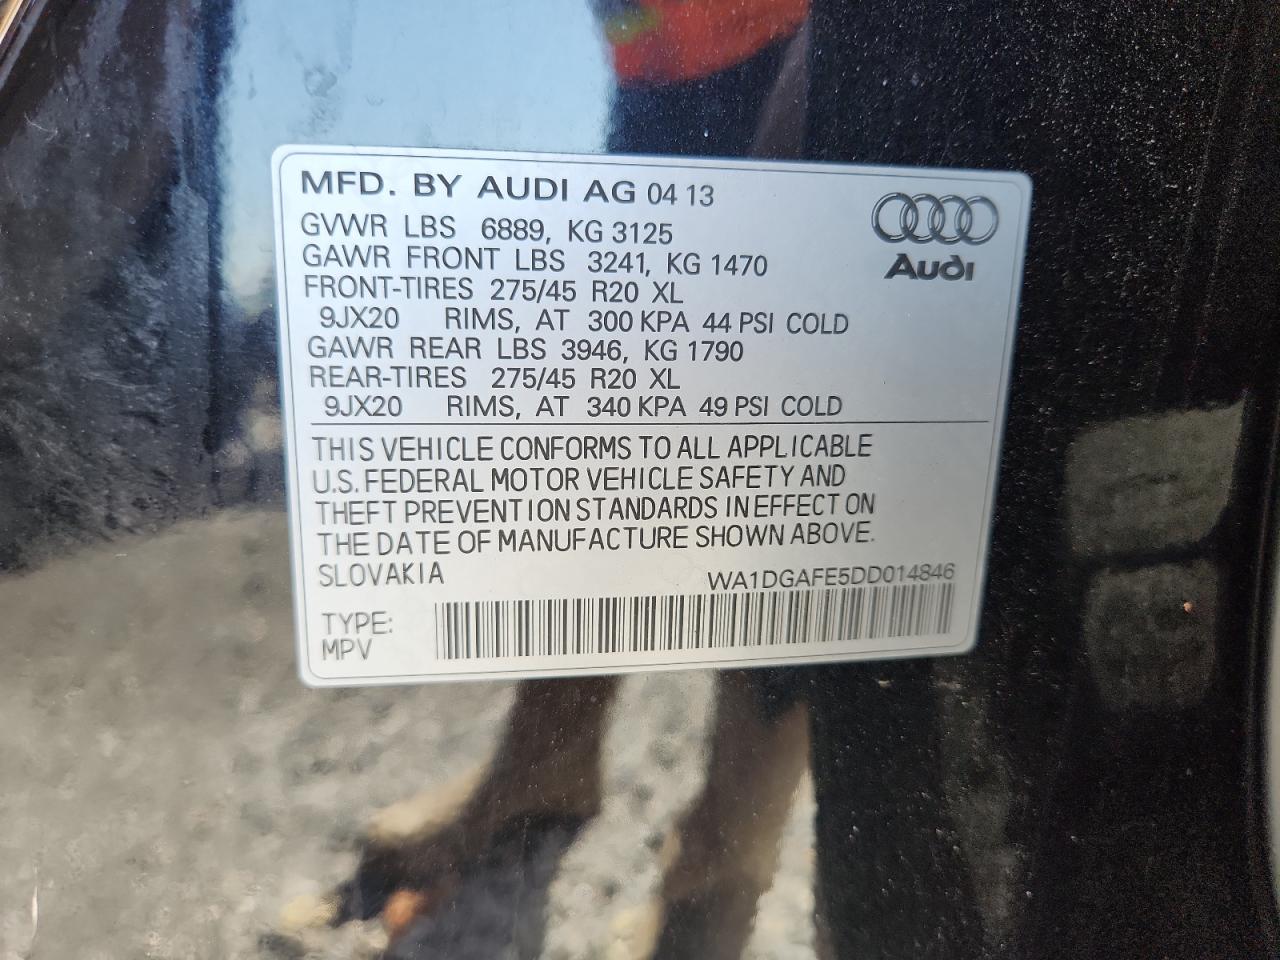 MFD. BY AUDI AG 04 13
GVWR LBS 6889, KG 3125
GAWR FRONT LBS 3241, KG 1470
FRONT-TIRES 275/45 R20 XL
9JX20 RIMS, AT 300 KPA 44 PSI COLD
GAWR REAR LBS 3946, KG 1790
REAR-TIRES 275/45 R20 XL
9JX20 RIMS, AT 340 KPA 49 PSI COLD
Audi
THIS VEHICLE CONFORMS TO ALL APPLICABLE
U.S. FEDERAL MOTOR VEHICLE SAFETY AND
THEFT PREVENTION STANDARDS IN EFFECT ON
THE DATE OF MANUFACTURE SHOWN ABOVE.
SLOVAKIA WA1DGAFE5DD014846
TYPE:
MPV